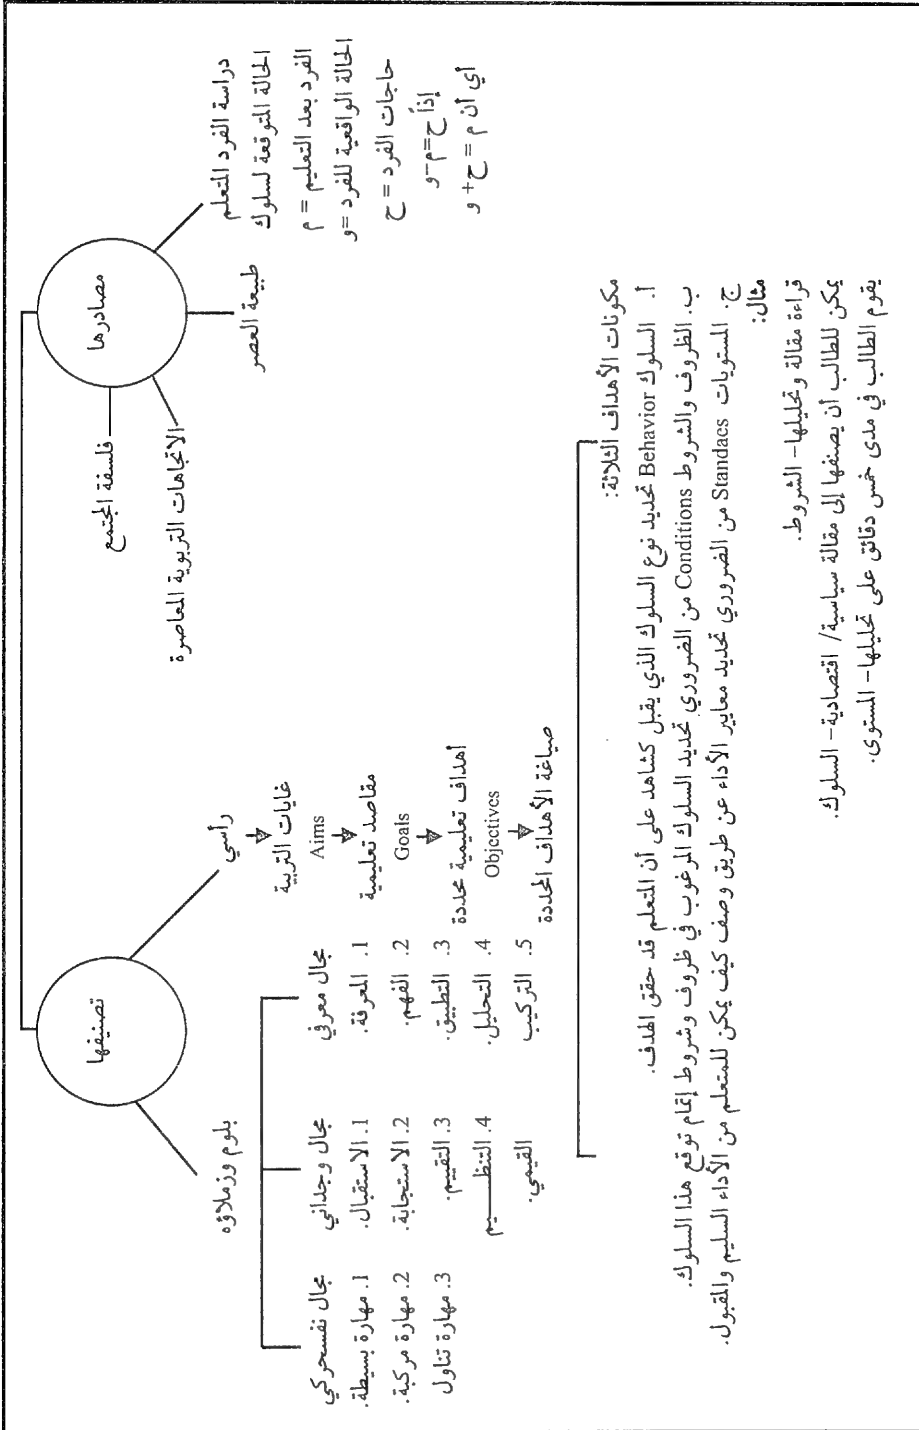 مصادرها
دراسة الفرد المتعلم
الحالة المتوقعة لسلوك
الفرد بعد التعليم = م
الحالة الواقعية للفرد =و
حاجات الفرد = ح
إذاً ح=م-و
أي أن م = ح+ و
طبيعة العصر
الاتجاهات التربوية المعاصرة
فلسفة المجتمع
تصنيفها
رأسي
غايات التربية
Aims
مقاصد تعليمية
Goals
أهداف تعليمية محددة
Objectives
صياغة الأهداف المحددة
بلوم وزملاؤه
مجال معرفي
1. المعرفة.
2. الفهم.
3. التطبيق.
4. التحليل.
5. التركيب
مجال وجداني
1. الاستقبال.
2. الاستجابة.
3. التقييم.
4. التنظـــــيم
القيمي.
مجال نفسحركي
1. مهارة بسيطة.
2. مهارة مركبة.
3. مهارة تناول
مكونات الأهداف الثلاثة:
أ. السلوك Behavior تحديد نوع السلوك الذي يقبل كشاهد على أن المتعلم قد حقق الهدف.
ب. الظروف والشروط Conditions من الضروري تحديد السلوك المرغوب في ظروف وشروط إتمام توقع هذا السلوك.
ج. المستويات Standacs من الضروري تحديد معايير الأداء عن طريق وصف كيف يمكن للمتعلم من الأداء السليم والمقبول.
مثال:
قراءة مقالة وتحليلها- الشروط.
يمكن للطالب أن يصنفها إلى مقالة سياسية/ اقتصادية- السلوك.
يقوم الطالب في مدى خمس دقائق على تحليلها- المستوى.